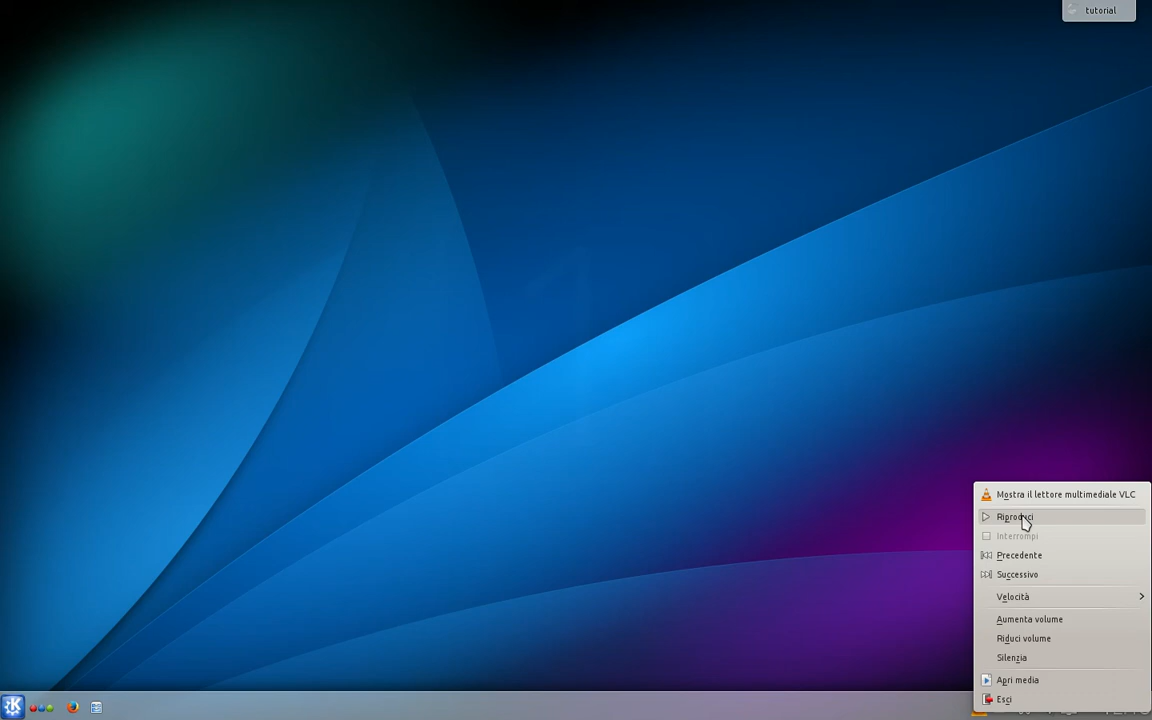 tutorial
Mostra il lettore multimediale VLC
Riproduci
Interrompi
Precedente
Successivo
Velocità
Aumenta volume
Riduci volume
Silenzia
Apri media
Esci